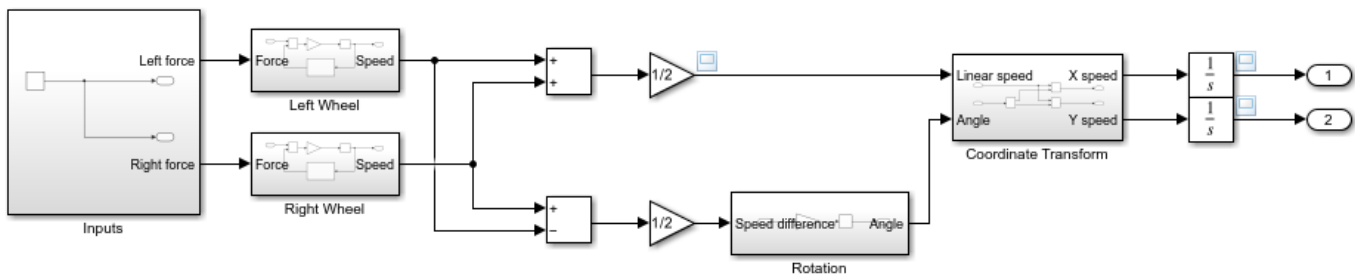 Left force
Right force
Inputs
Force Speed
Left Wheel
Force Speed
Right Wheel
+
+
1/2
+
−
1/2
Speed difference Angle
Rotation
Linear speed X speed
Angle Y speed
Coordinate Transform
1
s
1
s
1
2